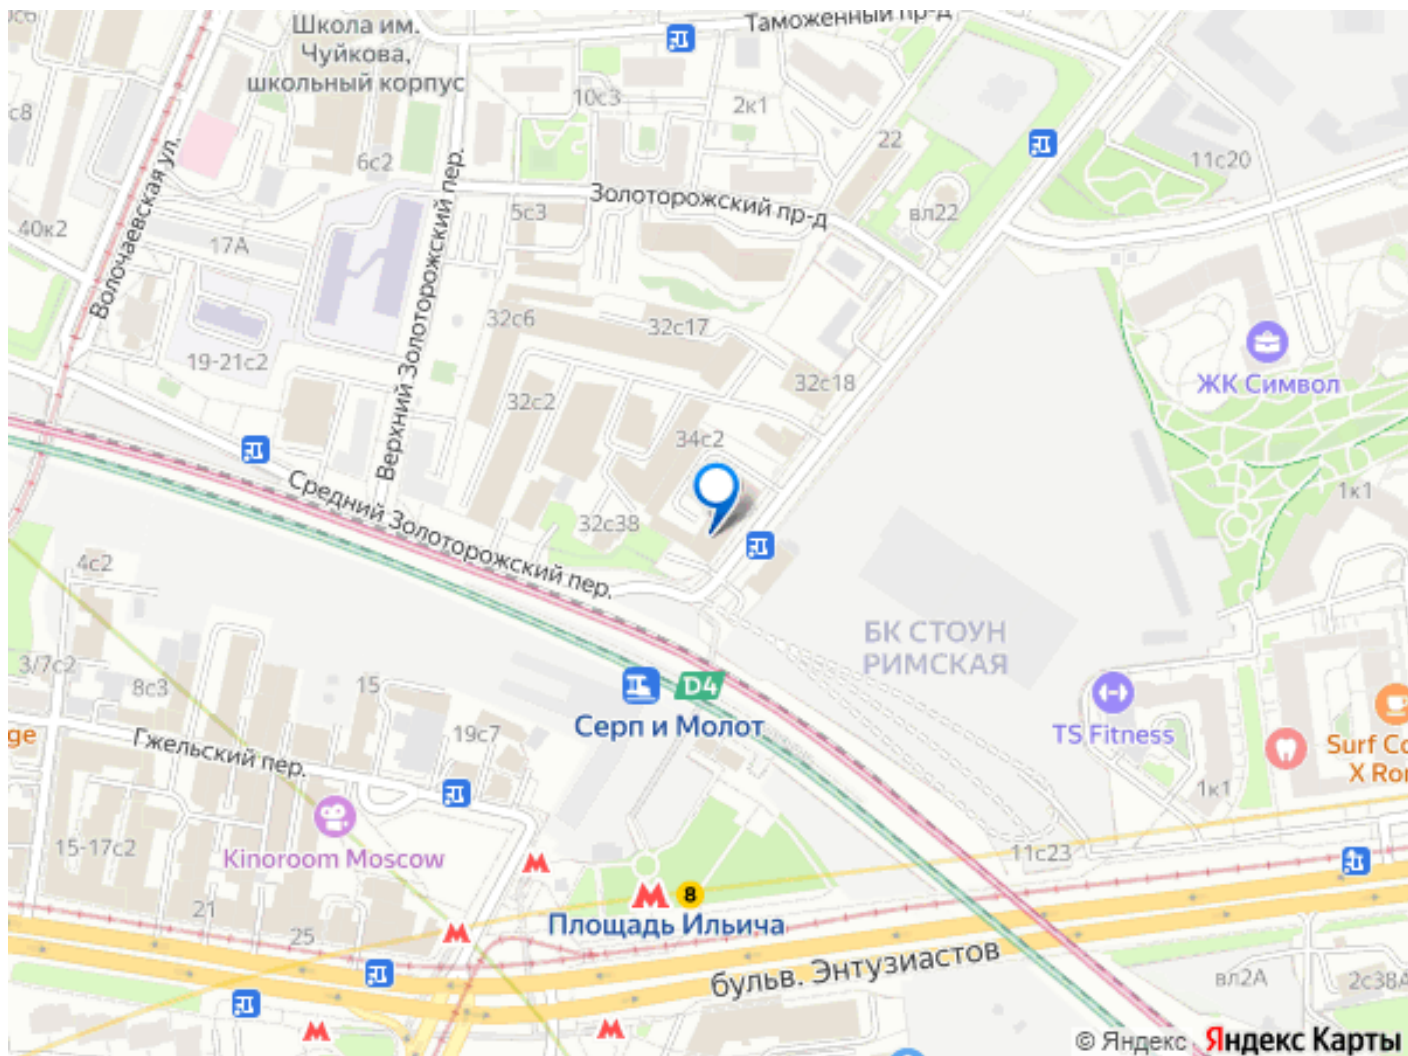 Таможенный пр-д
Школа им.
Чуйкова,
школьный корпус
10с3
2к1
22
11с20
6с2
Волочаевская ул.
Верхний Золоторожский пер.
Золоторожский пр-д
5с3
вл22
40к2
17А
32с6
32с17
19-21с2
32с18
ЖК Символ
32с2
34с2
Средний Золоторожский пер.
32с38
1к1
4с2
БК СТОУН
РИМСКАЯ
3/7с2
8с3
15
D4
Серп и Молот
19с7
TS Fitness
Гжельский пер.
Surf Co
X Ror
1к1
Kinoroom Moscow
15-17с2
11с23
21
25
8
Площадь Ильича
бульв. Энтузиастов
вл2А
2с38А
© Яндекс Яндекс Карты